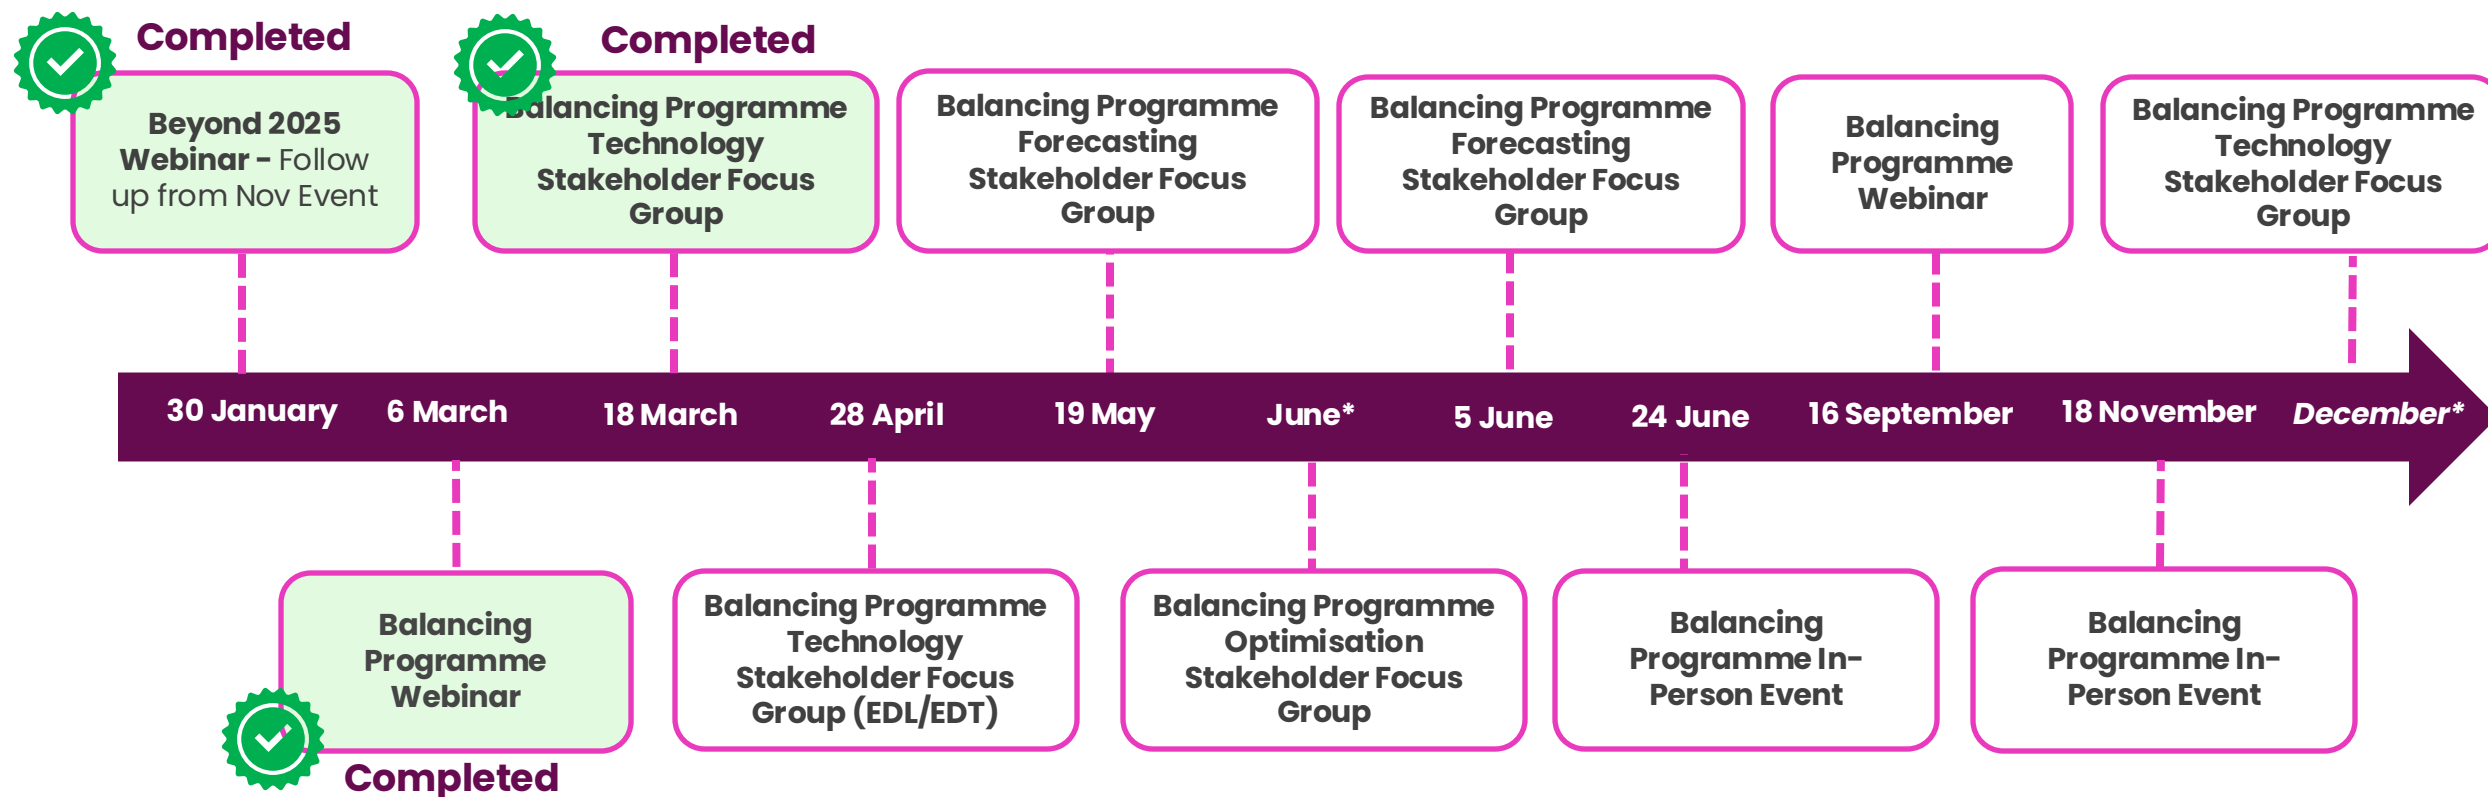 Completed
Completed
Beyond 2025
Webinar - Follow
up from Nov Event
Balancing Programme
Technology
Stakeholder Focus
Group
Balancing Programme
Forecasting
Stakeholder Focus
Group
Balancing Programme
Forecasting
Stakeholder Focus
Group
Balancing
Programme
Webinar
Balancing Programme
Technology
Stakeholder Focus
Group
30 January
6 March
18 March
28 April
19 May
June*
5 June
24 June
16 September
18 November
December*
Balancing
Programme
Webinar
Completed
Balancing Programme
Technology
Stakeholder Focus
Group (EDL/EDT)
Balancing Programme
Optimisation
Stakeholder Focus
Group
Balancing
Programme In-
Person Event
Balancing
Programme In-
Person Event